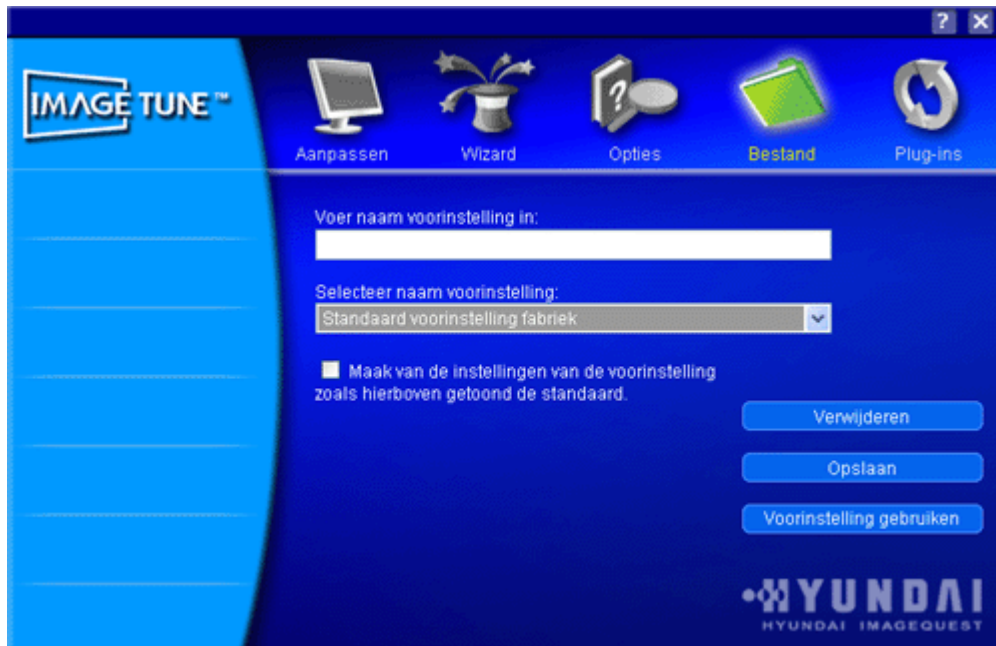 ?
IMAGE TUNE™
Aanpassen
Wizard
Opties
Bestand
Plug-ins
Voer naam voorinstelling in:
Selecteer naam voorinstelling:
Standaard voorinstelling fabriek
Maak van de instellingen van de voorinstelling
zoals hierboven getoond de standaard.
Verwijderen
Opslaan
Voorinstelling gebruiken
HYUNDAI
HYUNDAI IMAGEQUEST